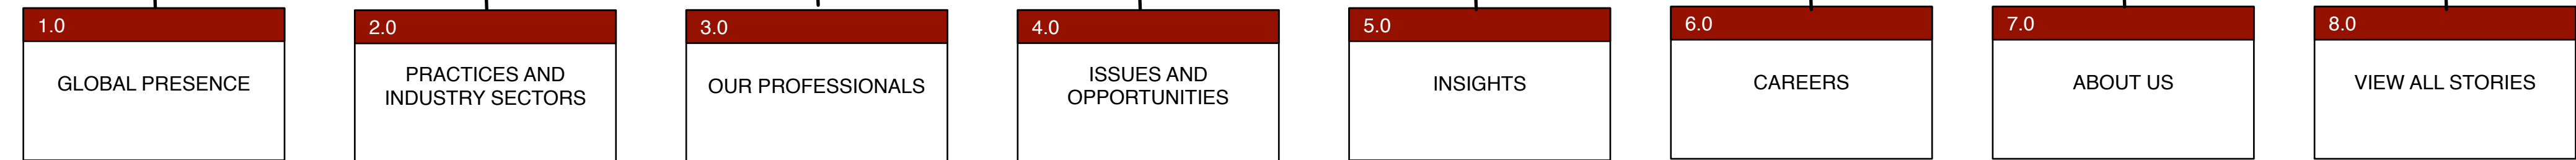 1.0
GLOBAL PRESENCE
2.0
PRACTICES AND
INDUSTRY SECTORS
3.0
OUR PROFESSIONALS
4.0
ISSUES AND
OPPORTUNITIES
5.0
INSIGHTS
6.0
CAREERS
7.0
ABOUT US
8.0
VIEW ALL STORIES